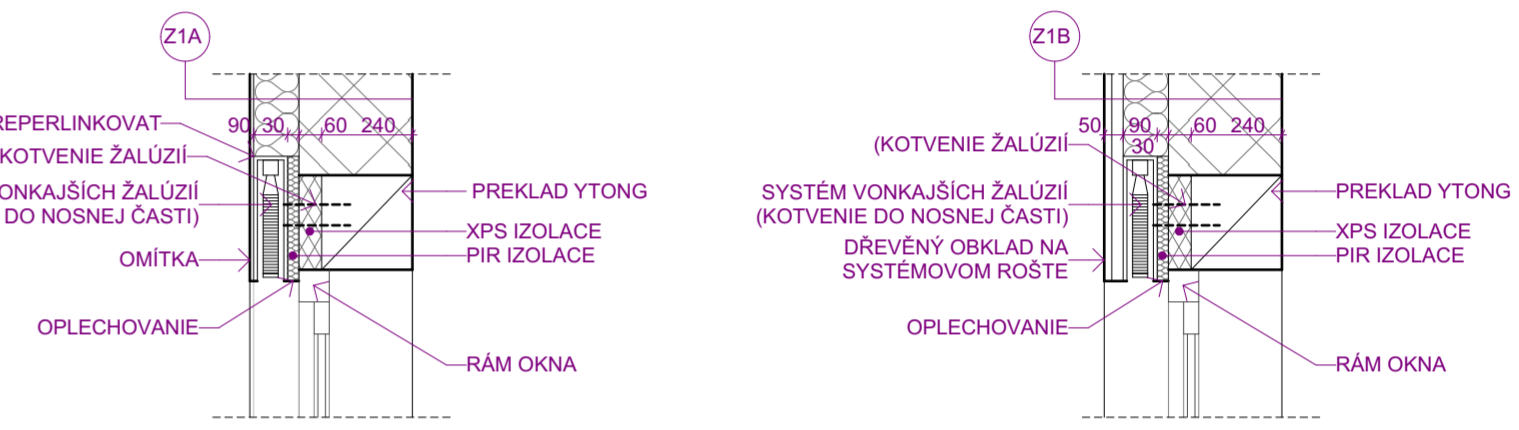 Z1A
REPERLINKOVAT
90 30 60 240
KOTVENIE ŽALÚZIÍ
VONKAJŠÍCH ŽALÚZIÍ
DO NOSNEJ ČASTI)
PREKLAD YTONG
XPS IZOLACE
OMÍTKA
PIR IZOLACE
OPLECHOVANIE
RÁM OKNA
Z1B
50 90 60 240
30
(KOTVENIE ŽALÚZIÍ
SYSTÉM VONKAJŠÍCH ŽALÚZIÍ
(KOTVENIE DO NOSNEJ ČASTI)
PREKLAD YTONG
XPS IZOLACE
DŘEVĚNÝ OBKLAD NA
SYSTÉMOVOM ROŠTE
PIR IZOLACE
OPLECHOVANIE
RÁM OKNA